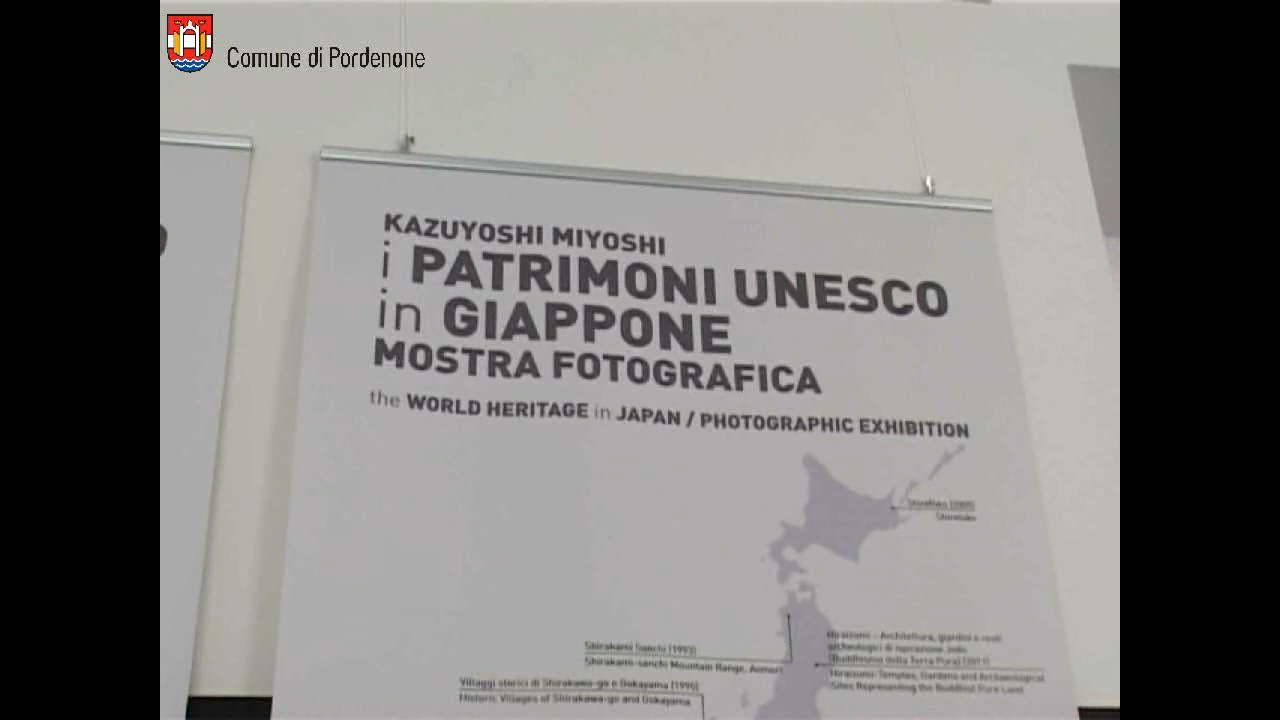 Comune di Pordenone
KAZUYOSHI MIYOSHI
i PATRIMONI UNESCO
in GIAPPONE
MOSTRA FOTOGRAFICA
the WORLD HERITAGE in JAPAN / PHOTOGRAPHIC EXHIBITION
Shiretoko (2005)
Shiretoko
Hiraizumi - Architettura, giardini e resti
archeologici di ispirazione Jodo
(Buddhismo della Terra Pura) (2011)
Hiraizumi-Temples, Gardens and Archaeological
Sites Representing the Buddhist Pure Land
Shirakami Sanchi (1993)
Shirakami-sanchi Mountain Range, Aomori
Villaggi storici di Shirakawa-go e Gokayama (1995)
Historic Villages of Shirakawa-go and Gokayama